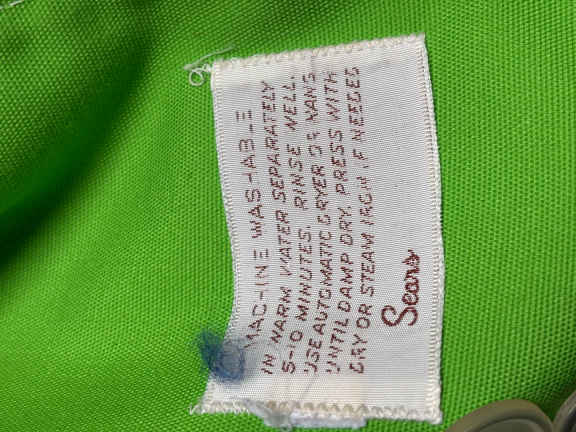 MACHINE WASHABLE
IN WARM WATER SEPARATELY
5-10 MINUTES. RINSE WELL.
USE AUTOMATIC DRYER OR HANG
UNTIL DAMP DRY. PRESS WITH
DRY OR STEAM IRON IF NEEDED
Sears